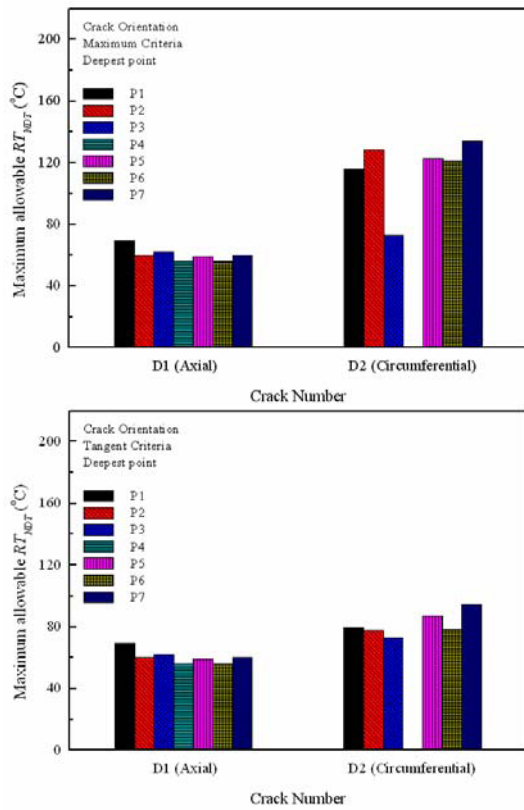 Crack Orientation
Maximum Criteria
Deepest point
P1
P2
P3
P4
P5
P6
P7
Maximum allowable RT_NDT (°C)
200
160
120
80
40
0
D1 (Axial)
D2 (Circumferential)
Crack Number
Crack Orientation
Tangent Criteria
Deepest point
P1
P2
P3
P4
P5
P6
P7
Maximum allowable RT_NDT (°C)
200
160
120
80
40
0
D1 (Axial)
D2 (Circumferential)
Crack Number